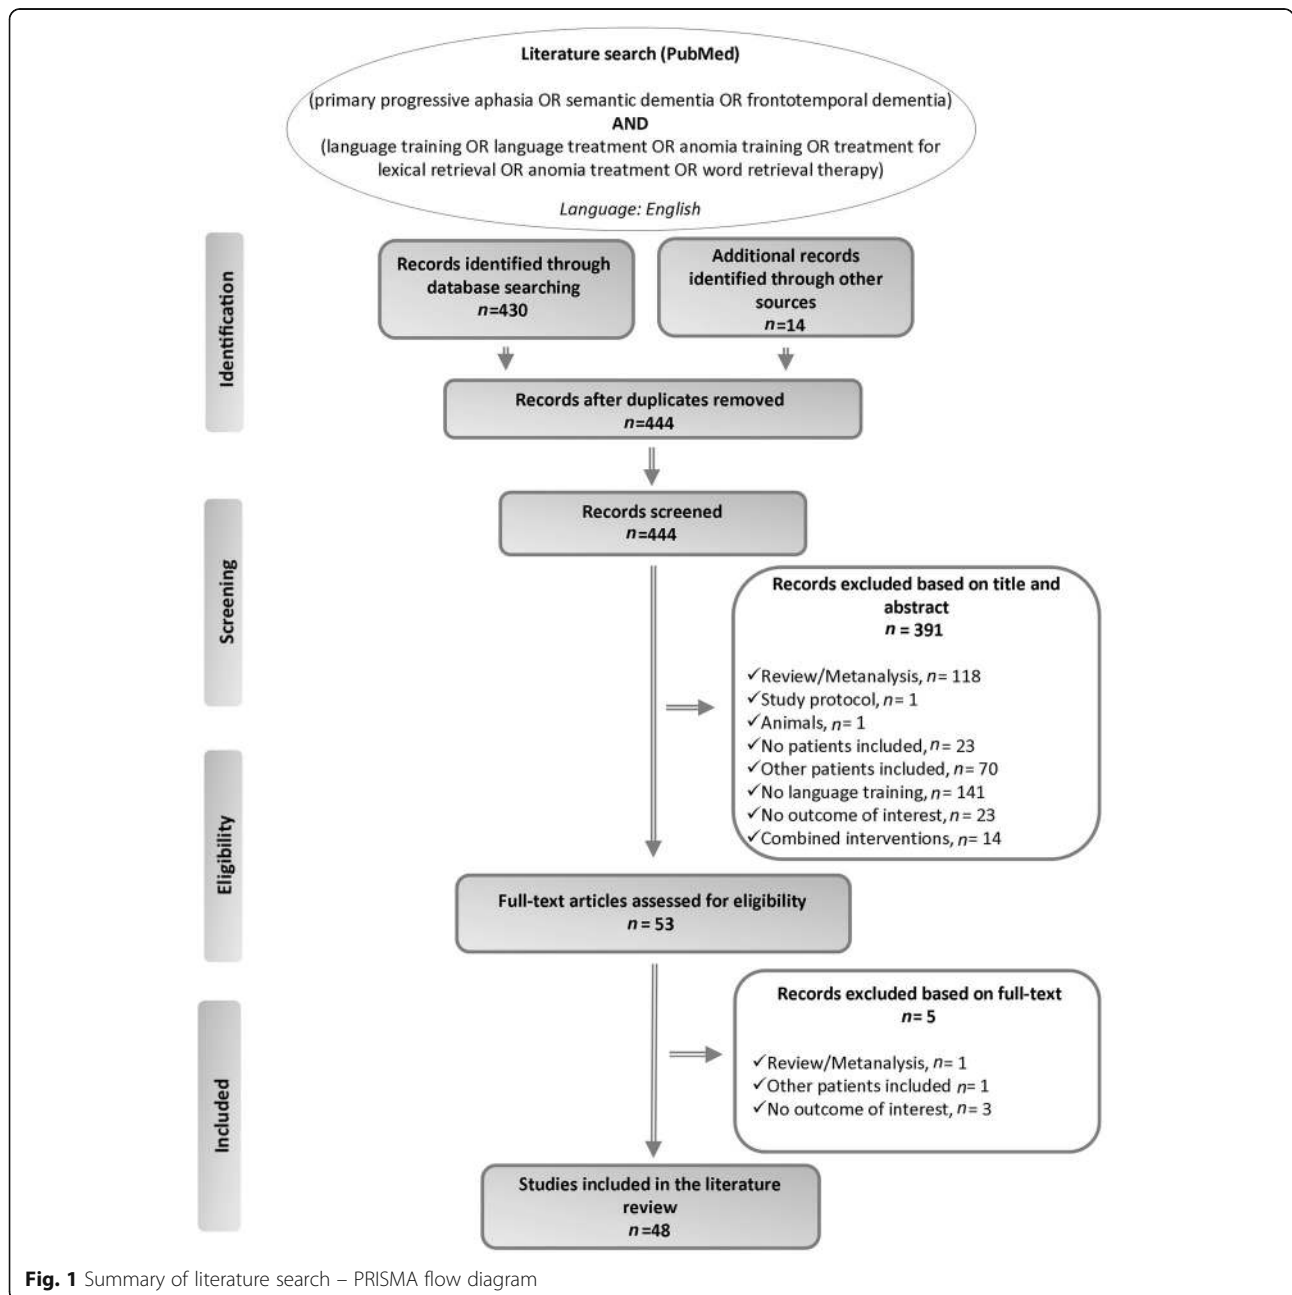 Literature search (PubMed)
(primary progressive aphasia OR semantic dementia OR frontotemporal dementia)
AND
(language training OR language treatment OR anomia training OR treatment for
lexical retrieval OR anomia treatment OR word retrieval therapy)
Language: English
Identification
Records identified through
database searching
n=430
Additional records
identified through other
sources
n=14
Records after duplicates removed
n=444
Screening
Records screened
n=444
Records excluded based on title and
abstract
n = 391
✓Review/Metanalysis, n= 118
✓Study protocol, n= 1
✓Animals, n= 1
✓No patients included, n= 23
✓Other patients included, n= 70
✓No language training, n= 141
✓No outcome of interest, n= 23
✓Combined interventions, n= 14
Eligibility
Full-text articles assessed for eligibility
n = 53
Records excluded based on full-text
n= 5
✓Review/Metanalysis, n= 1
✓Other patients included n= 1
✓No outcome of interest, n= 3
Included
Studies included in the literature
review
n=48
Fig. 1 Summary of literature search – PRISMA flow diagram